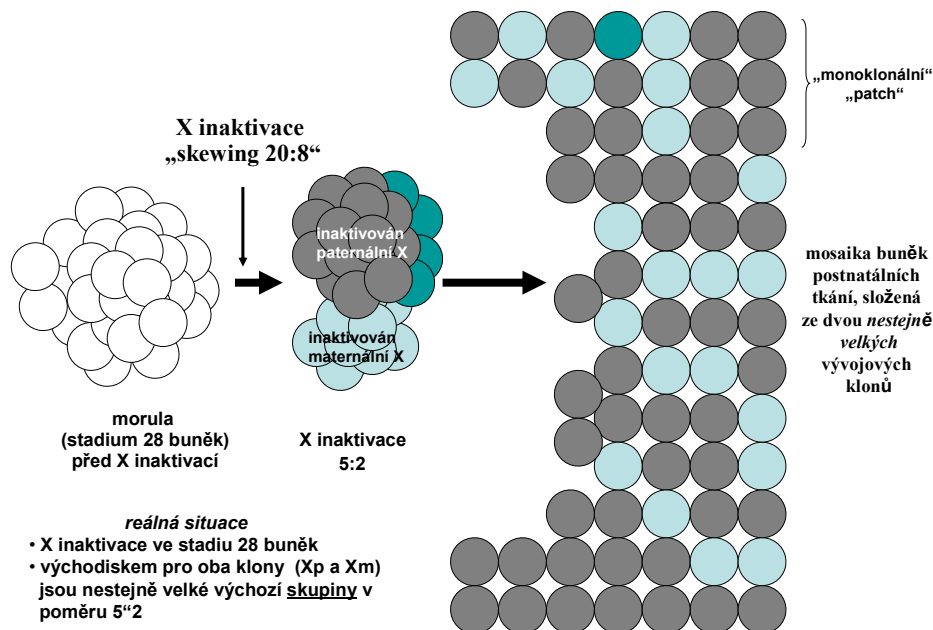 X inaktivace
„skewing 20:8“
inaktivován
paternální X
inaktivován
maternální X
morula
(stadium 28 buněk)
před X inaktivací
X inaktivace
5:2
„monoklonální“
„patch“
mosaika buněk
postnatálních
tkání, složená
ze dvou nestejně
velkých
vývojových
klonů
reálná situace
• X inaktivace ve stadiu 28 buněk
• východiskem pro oba klony (Xp a Xm)
jsou nestejně velké výchozí skupiny v
poměru 5“2